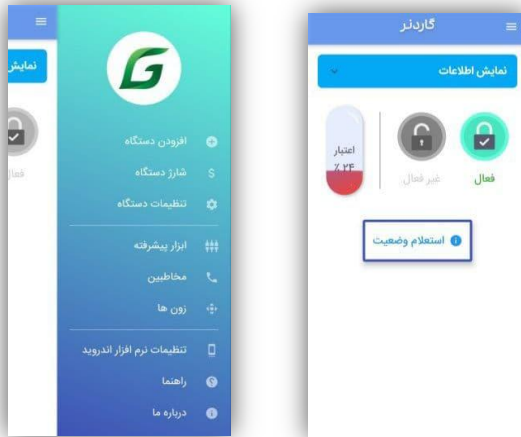 نمایش
فعال
G
افزودن دستگاه
شارژ دستگاه
تنظیمات دستگاه
ابزار پیشرفته
مخاطبین
زون ها
تنظیمات نرم افزار اندروید
راهنما
درباره ما
گاردنر
نمایش اطلاعات
اعتبار
۲۴ %
غیر فعال
فعال
استعلام وضعیت